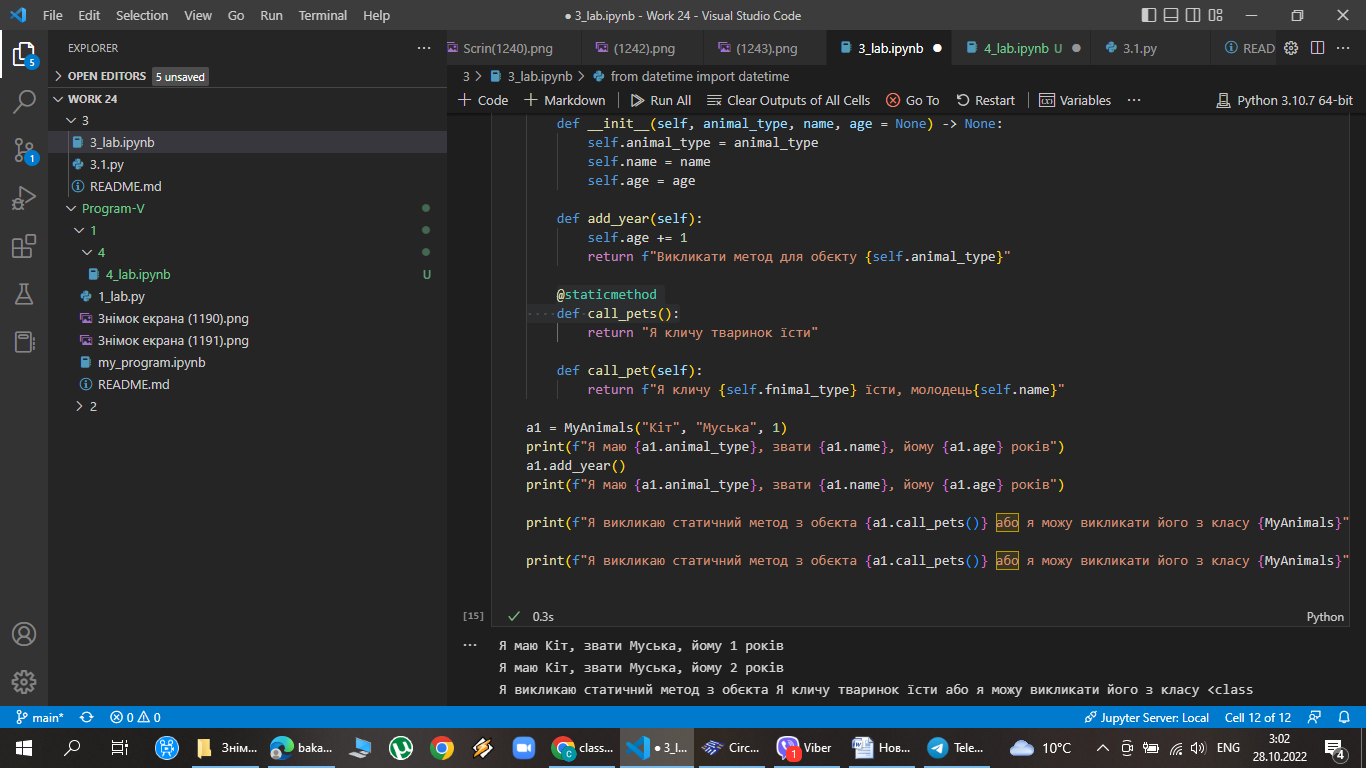 File Edit Selection View Go Run Terminal Help
● 3_lab.ipynb - Work 24 - Visual Studio Code
EXPLORER
OPEN EDITORS 5 unsaved
WORK 24
3
3_lab.ipynb
3.1.py
README.md
Program-V
1
4
4_lab.ipynb U
1_lab.py
Знімок екрана (1190).png
Знімок екрана (1191).png
my_program.ipynb
README.md
2
5
1
Scrin(1240).png (1242).png (1243).png 3_lab.ipynb ● 4_lab.ipynb U ● 3.1.py READ
3 > 3_lab.ipynb > from datetime import datetime
+ Code + Markdown Run All Clear Outputs of All Cells Go To Restart Variables ··· Python 3.10.7 64-bit
def __init__(self, animal_type, name, age = None) -> None:
self.animal_type = animal_type
self.name = name
self.age = age
def add_year(self):
self.age += 1
return f"Викликати метод для обєкту {self.animal_type}"
@staticmethod
def call_pets():
return "Я кличу тваринок їсти"
def call_pet(self):
return f"Я кличу {self.fnimal_type} їсти, молодець{self.name}"
a1 = MyAnimals("Кіт", "Муська", 1)
print(f"Я маю {a1.animal_type}, звати {a1.name}, йому {a1.age} років")
a1.add_year()
print(f"Я маю {a1.animal_type}, звати {a1.name}, йому {a1.age} років")
print(f"Я викликаю статичний метод з обєкта {a1.call_pets()} або я можу викликати його з класу {MyAnimals}"
print(f"Я викликаю статичний метод з обєкта {a1.call_pets()} або я можу викликати його з класу {MyAnimals}"
[15] 0.3s Python
Я маю Кіт, звати Муська, йому 1 років
Я маю Кіт, звати Муська, йому 2 років
Я викликаю статичний метод з обєкта Я кличу тваринок їсти або я можу викликати його з класу <class
main* 0 0 Jupyter Server: Local Cell 12 of 12
Знім... baka... class... ● 3_l... Circ... Viber 1 Нов... Tele... 10°C ENG 3:02
28.10.2022 4